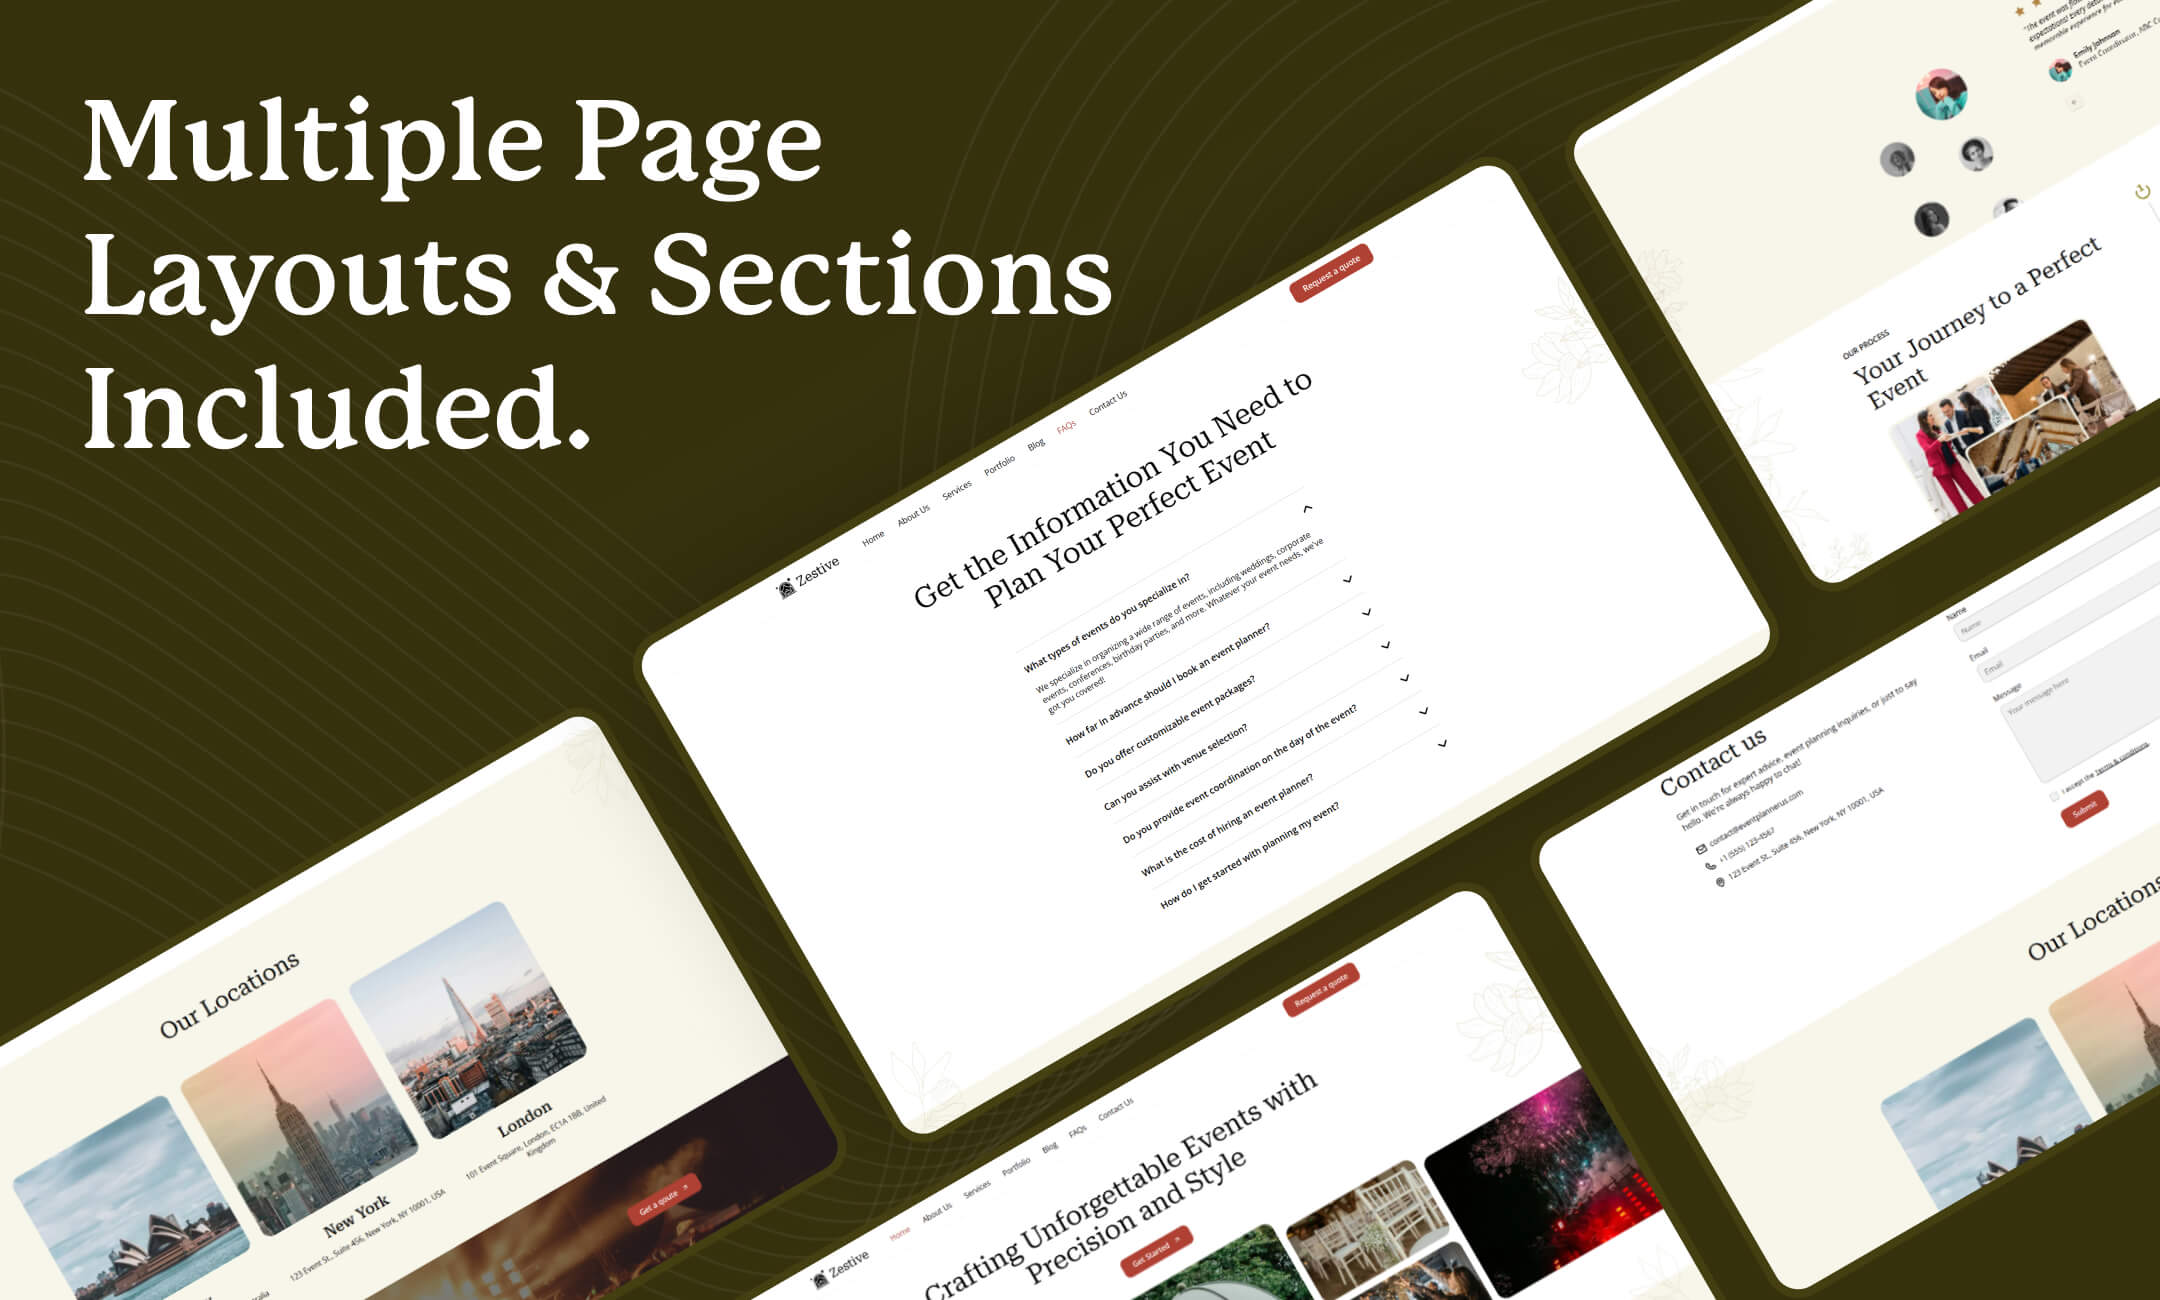 Multiple Page
Layouts & Sections
Included.
Zestive
Home
About Us
Services
Portfolio
Blog
FAQs
Contact Us
Request a quote
Get the Information You Need to
Plan Your Perfect Event
What types of events do you specialize in?
We specialize in organizing a wide range of events, including weddings, corporate
events, conferences, birthday parties, and more. Whatever your event needs, we've
got you covered!
How far in advance should I book an event planner?
Do you offer customizable event packages?
Can you assist with venue selection?
Do you provide event coordination on the day of the event?
What is the cost of hiring an event planner?
How do I get started with planning my event?
"The event was
expectations! Every
memorable experience for
Emily Johnson
Event Coordinator, ABC
OUR PROCESS
Your Journey to a Perfect
Event
Our Locations
London
101 Event Square, London, EC1A 1BB, United
Kingdom
New York
123 Event St., Suite 456, New York, NY 10001, USA
Get a qoute
Zestive
Home
About Us
Services
Portfolio
Blog
FAQs
Contact Us
Request a quote
Crafting Unforgettable Events with
Precision and Style
Get Started
Contact us
Get in touch for expert advice, event planning inquiries, or just to say
hello. We're always happy to chat!
contact@eventplannerus.com
+1 (555) 123-4567
123 Event St., Suite 456, New York, NY 10001, USA
Name
Name
Email
Email
Message
Your message here
I accept the Terms & conditions
Submit
Our Locations